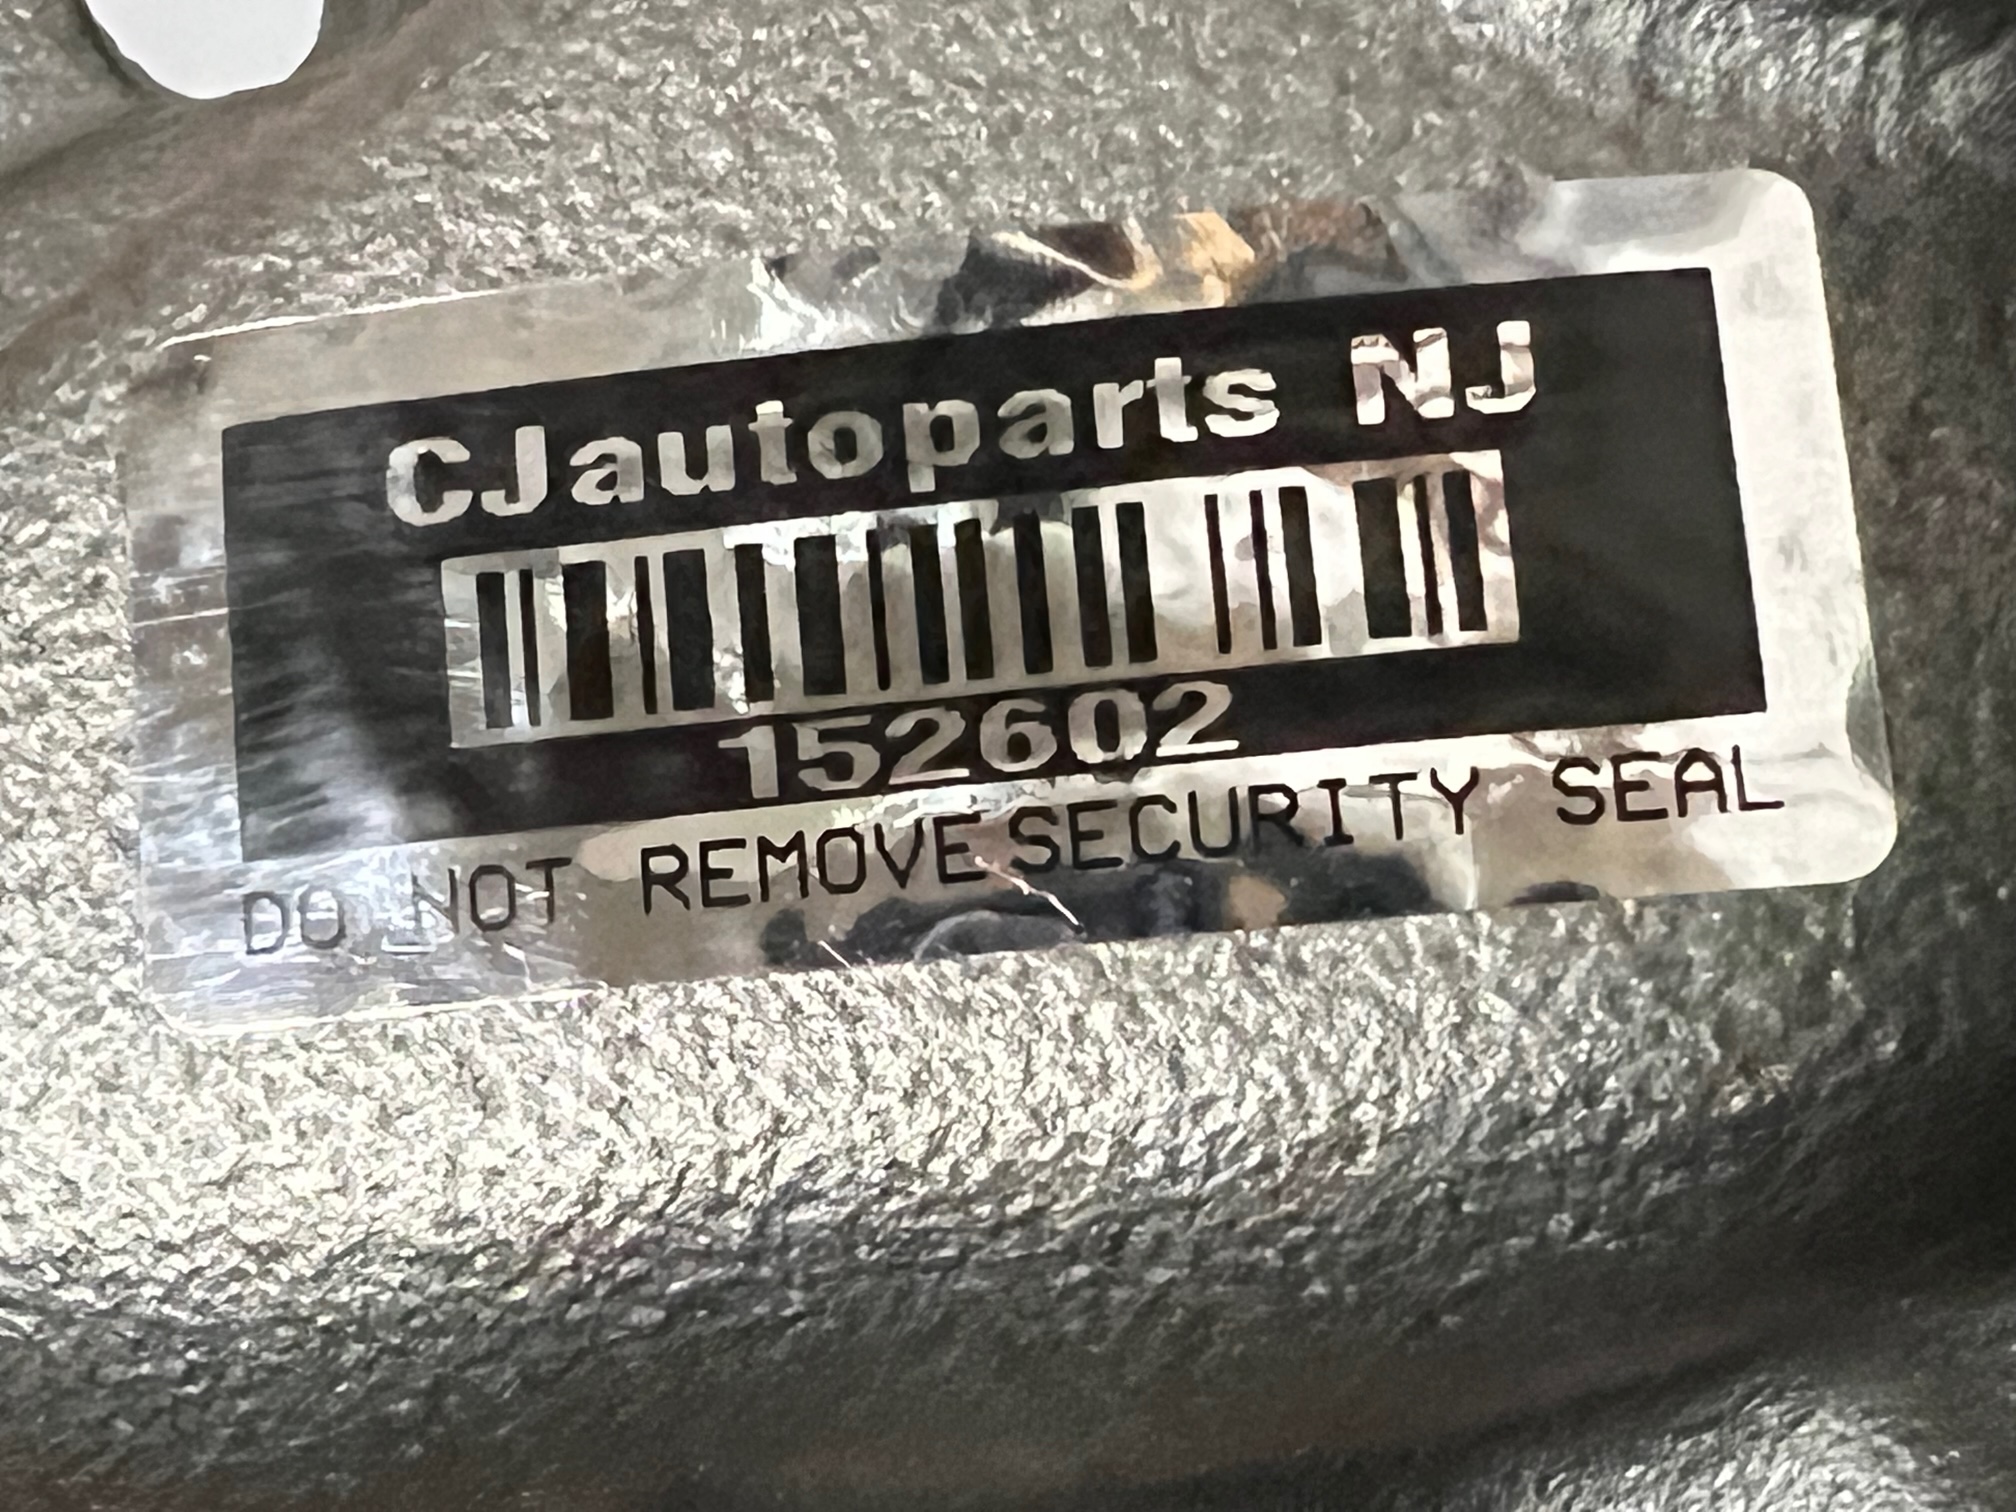 CJautoparts NJ
152602
DO NOT REMOVE SECURITY SEAL